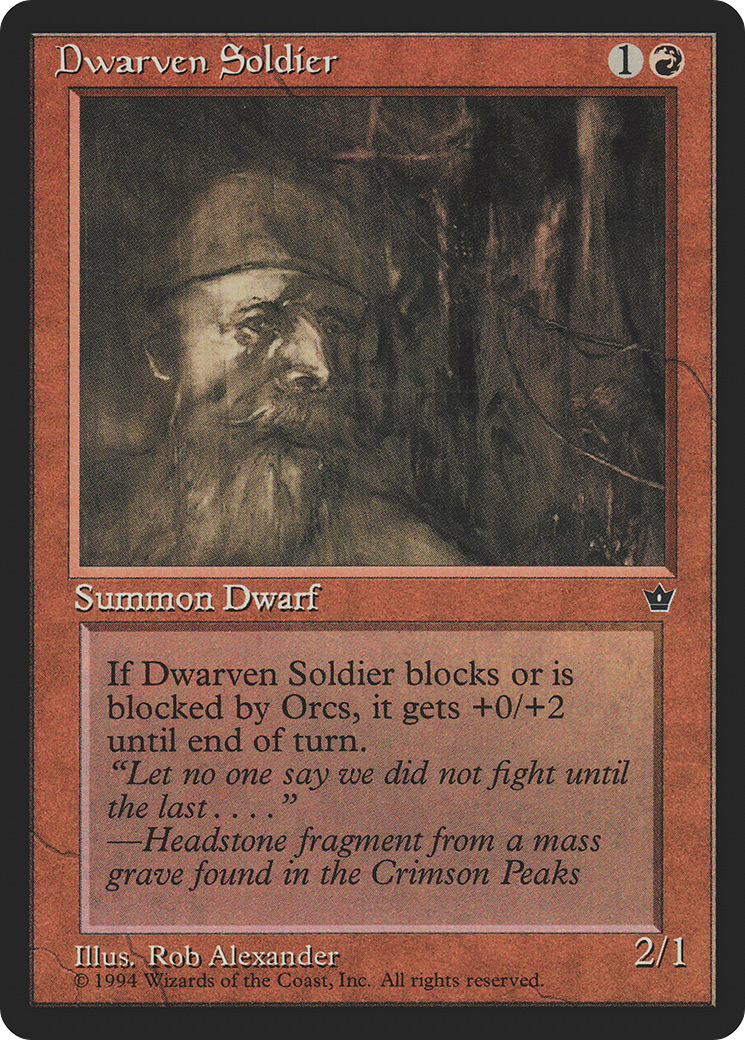 Dwarven Soldier 1
If Dwarven Soldier blocks or is
blocked by Orcs, it gets +0/+2
until end of turn.
“Let no one say we did not fight until
the last . . . .”
—Headstone fragment from a mass
grave found in the Crimson Peaks
Summon Dwarf
Illus. Rob Alexander
2/1
© 1994 Wizards of the Coast, Inc. All rights reserved.